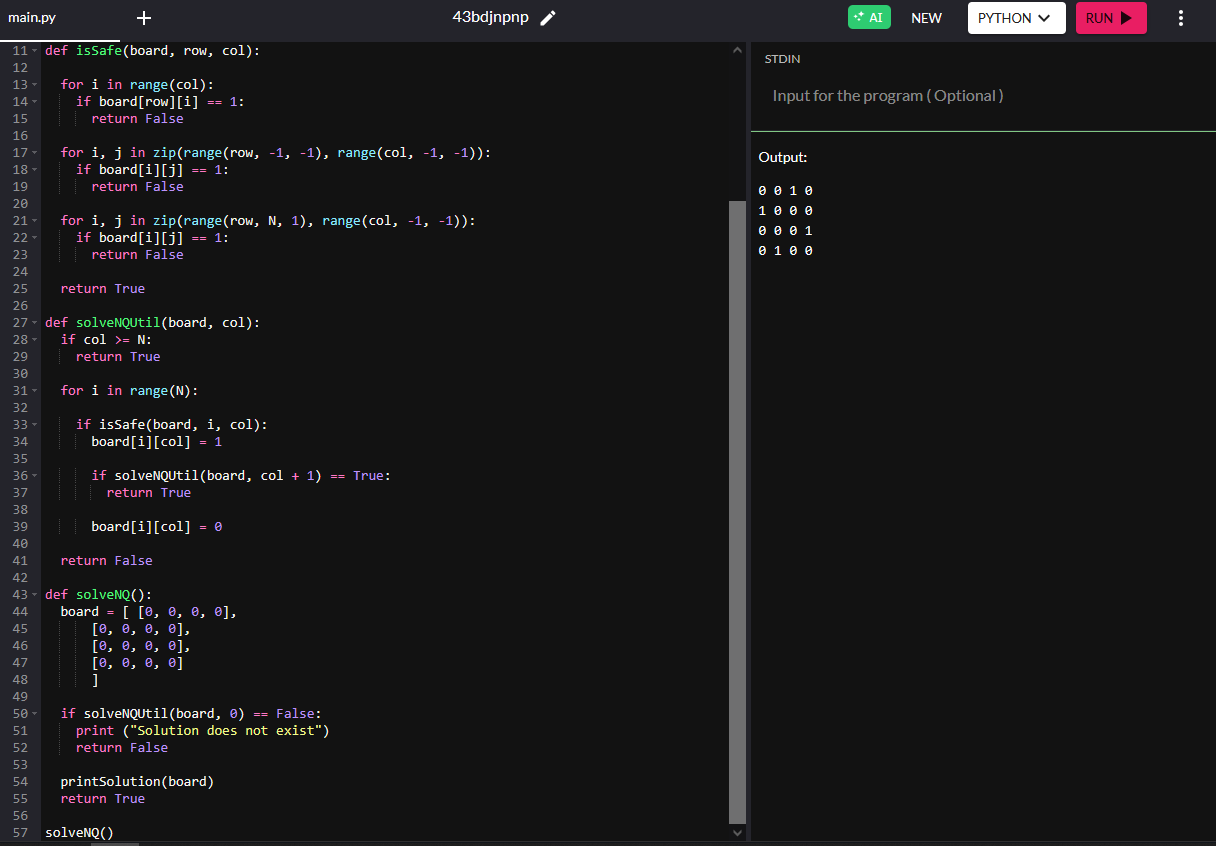 main.py + 43bdjnpnp AI NEW PYTHON RUN
11 def isSafe(board, row, col):
12
13   for i in range(col):
14     if board[row][i] == 1:
15       return False
16
17   for i, j in zip(range(row, -1, -1), range(col, -1, -1)):
18     if board[i][j] == 1:
19       return False
20
21   for i, j in zip(range(row, N, 1), range(col, -1, -1)):
22     if board[i][j] == 1:
23       return False
24
25   return True
26
27 def solveNQUtil(board, col):
28   if col >= N:
29     return True
30
31   for i in range(N):
32
33     if isSafe(board, i, col):
34       board[i][col] = 1
35
36       if solveNQUtil(board, col + 1) == True:
37         return True
38
39       board[i][col] = 0
40
41   return False
42
43 def solveNQ():
44   board = [ [0, 0, 0, 0],
45       [0, 0, 0, 0],
46       [0, 0, 0, 0],
47       [0, 0, 0, 0]
48       ]
49
50   if solveNQUtil(board, 0) == False:
51     print ("Solution does not exist")
52     return False
53
54   printSolution(board)
55   return True
56
57 solveNQ()
STDIN
Input for the program ( Optional )
Output:
0 0 1 0
1 0 0 0
0 0 0 1
0 1 0 0